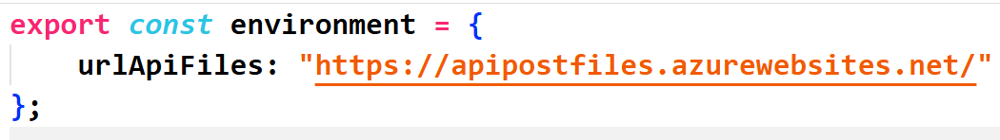 export const environment = {
    urlApiFiles: "https://apipostfiles.azurewebsites.net/"
};